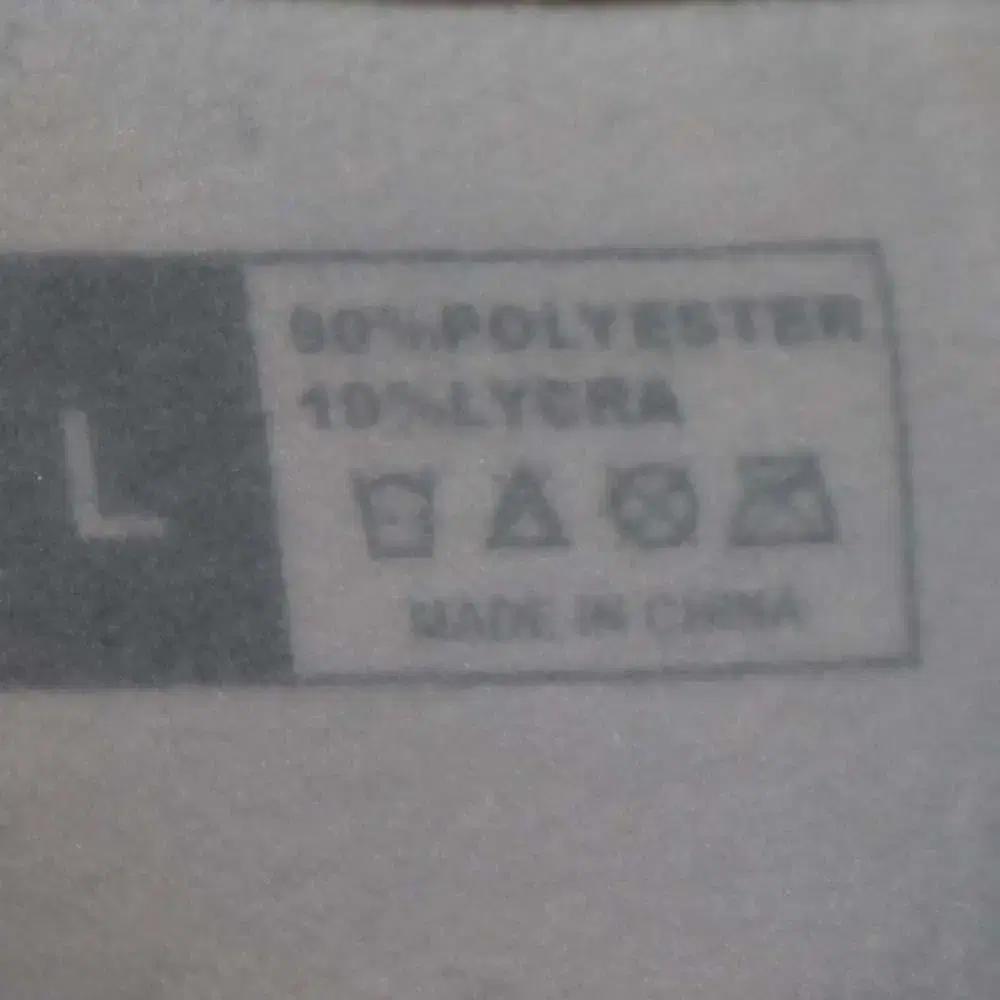 L
90%POLYESTER
10%LYCRA
MADE IN CHINA